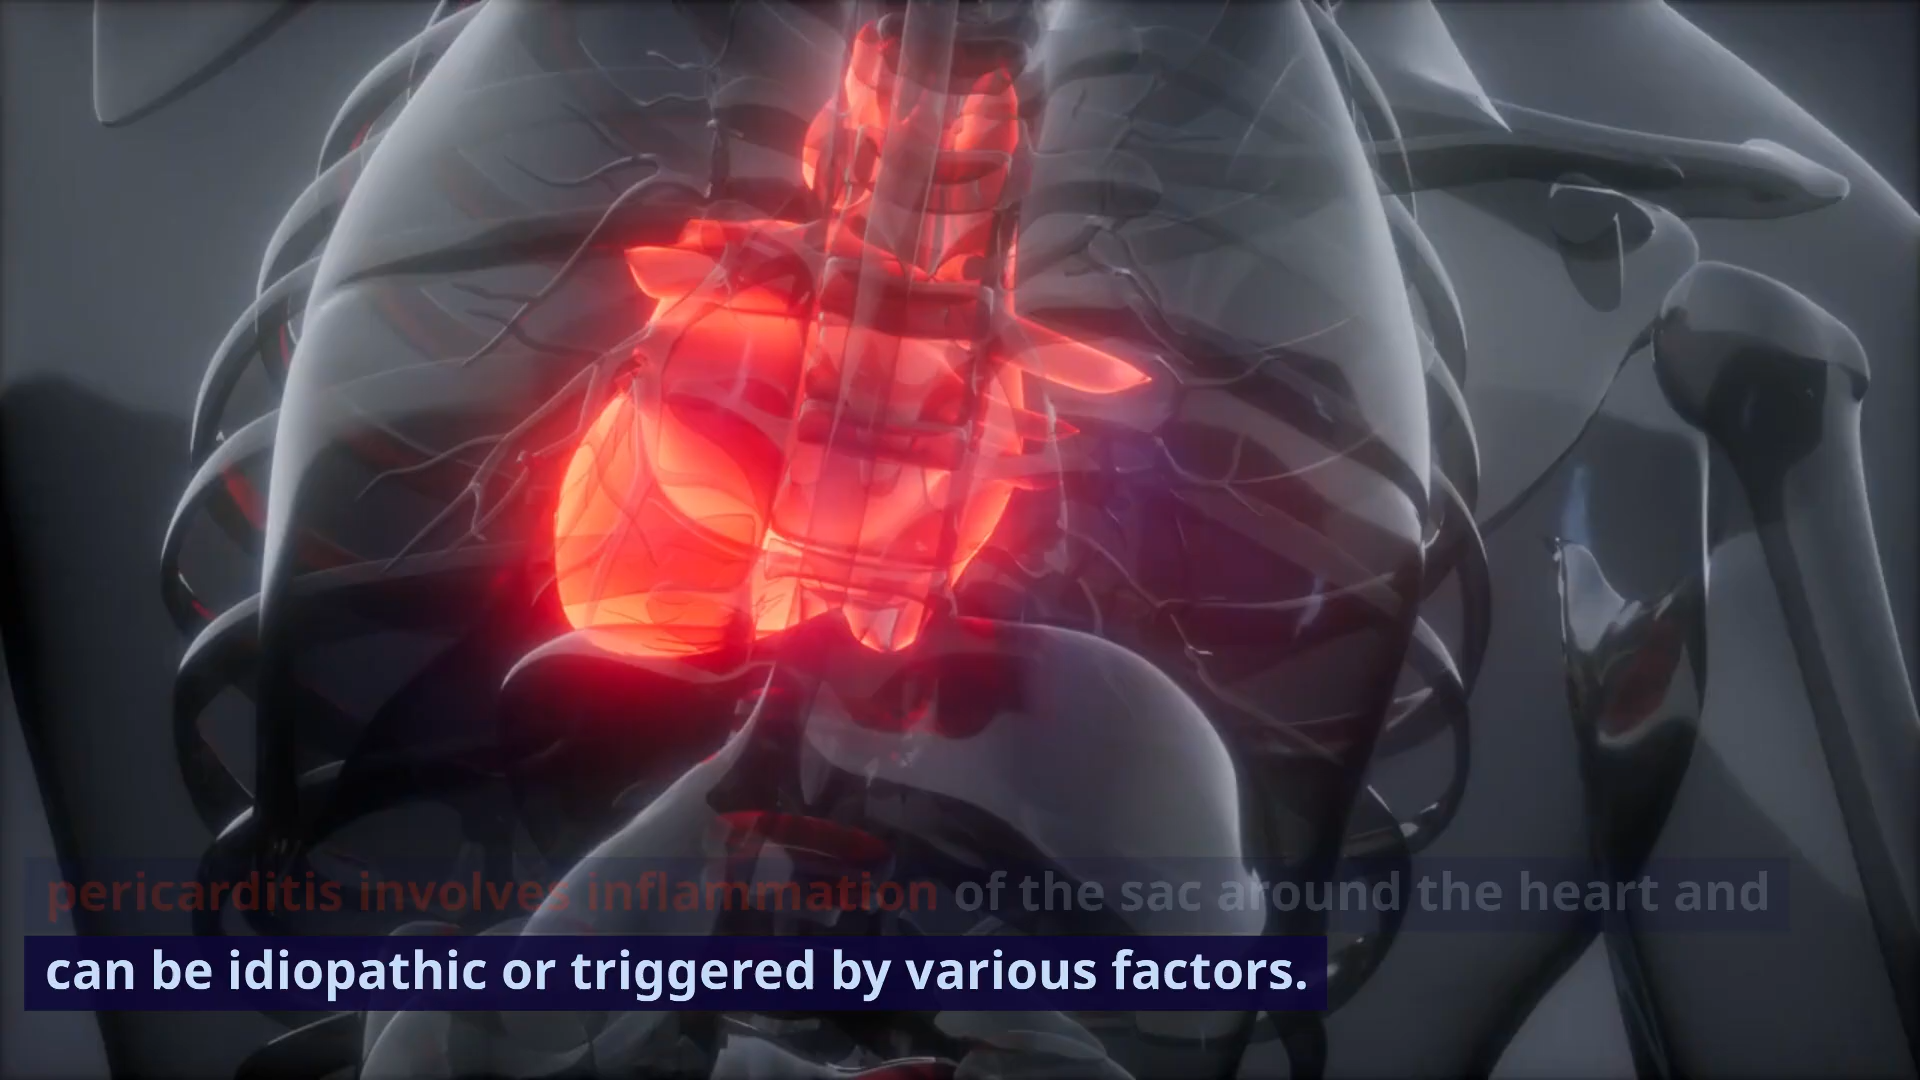 pericarditis involves inflammation of the sac around the heart and
can be idiopathic or triggered by various factors.